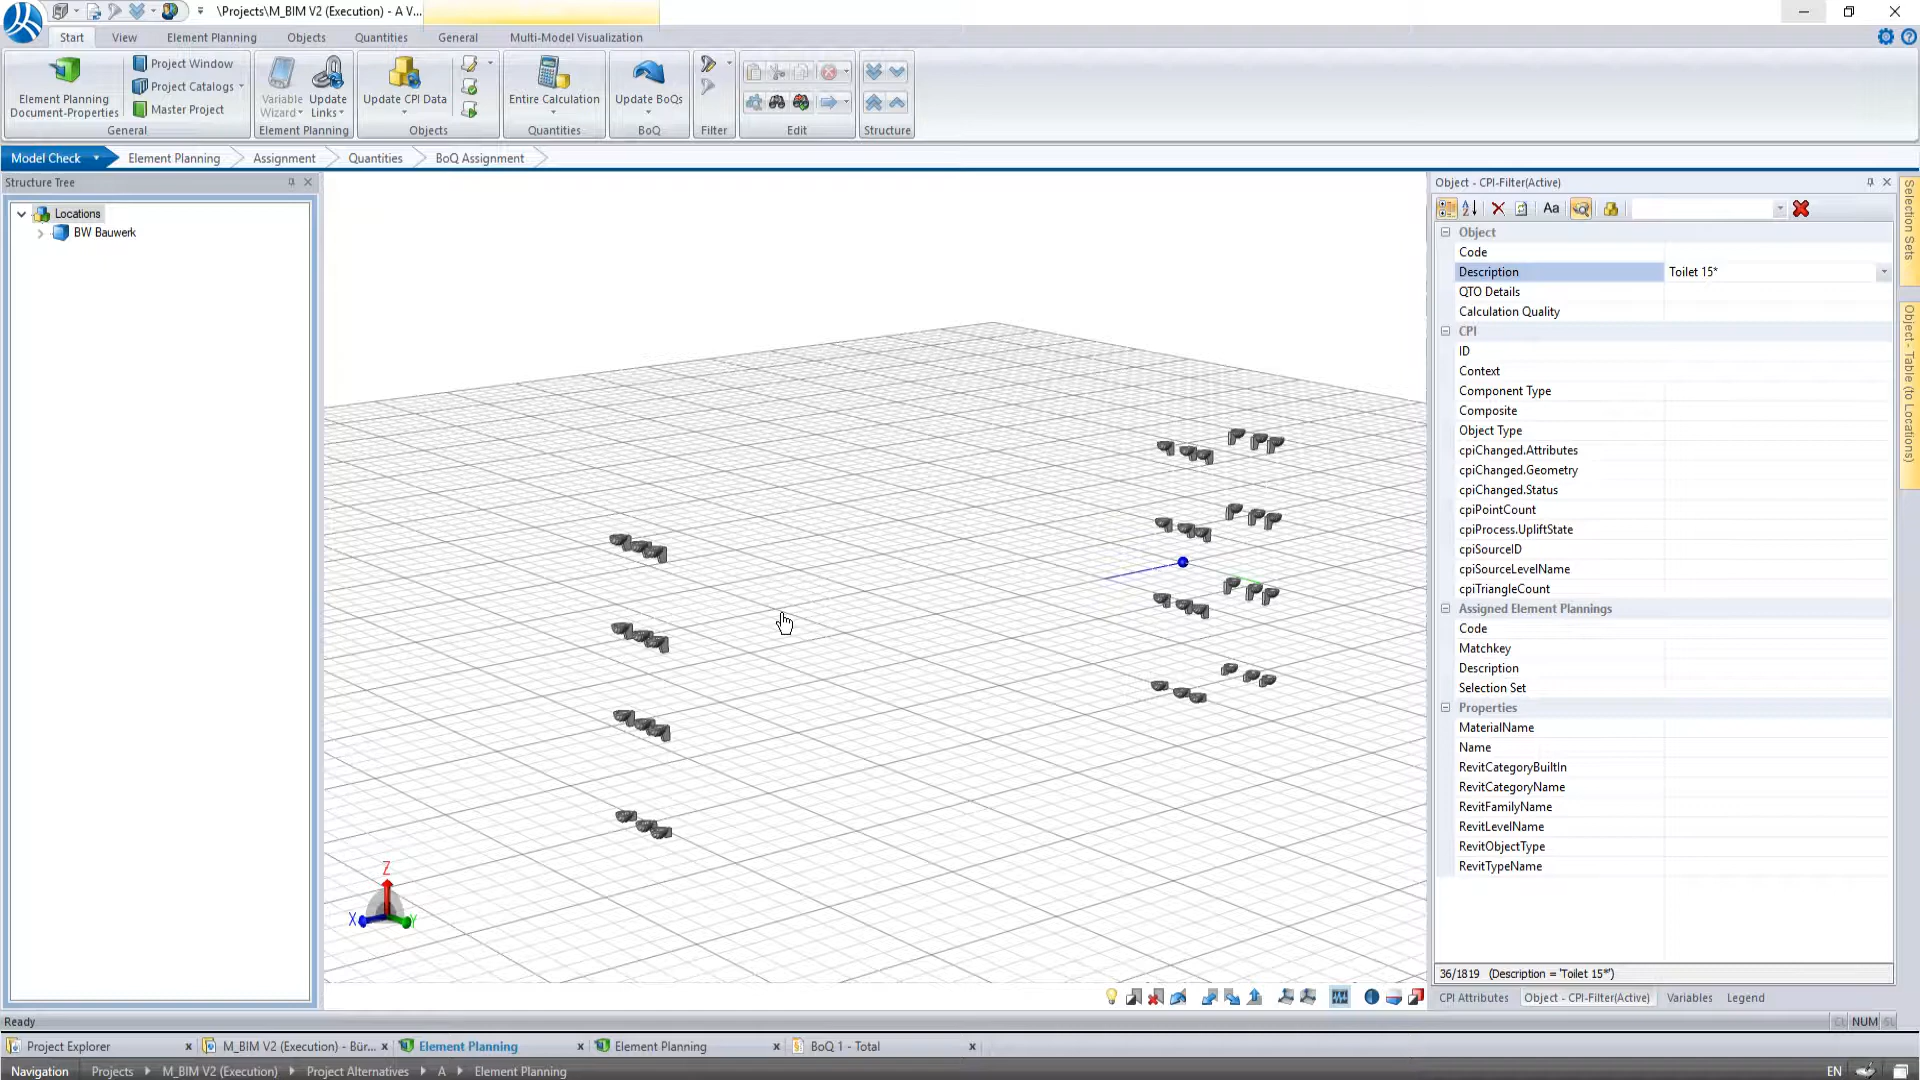 \Projects\M_BIM V2 (Execution) - A V...
Start View Element Planning Objects Quantities General Multi-Model Visualization
Element Planning
Document-Properties
Project Window
Project Catalogs
Master Project
General
Variable
Wizard
Update
Links
Element Planning
Update CPI Data
Objects
Entire Calculation
Quantities
Update BoQs
BoQ
Filter
Edit
Structure
Model Check Element Planning Assignment Quantities BoQ Assignment
Structure Tree
Locations
BW Bauwerk
Z
X
Y
Object - CPI-Filter(Active)
Aa
Object
Code
Description Toilet 15*
QTO Details
Calculation Quality
CPI
ID
Context
Component Type
Composite
Object Type
cpiChanged.Attributes
cpiChanged.Geometry
cpiChanged.Status
cpiPointCount
cpiProcess.UpliftState
cpiSourceID
cpiSourceLevelName
cpiTriangleCount
Assigned Element Plannings
Code
Matchkey
Description
Selection Set
Properties
MaterialName
Name
RevitCategoryBuiltIn
RevitCategoryName
RevitFamilyName
RevitLevelName
RevitObjectType
RevitTypeName
36/1819 (Description = 'Toilet 15*')
CPI Attributes Object - CPI-Filter(Active) Variables Legend
Selection Sets
Object - Table (to Locations)
Ready
NUM
Project Explorer x M_BIM V2 (Execution) - Bür... x Element Planning x Element Planning x BoQ 1 - Total x
Navigation Projects M_BIM V2 (Execution) Project Alternatives A Element Planning
EN